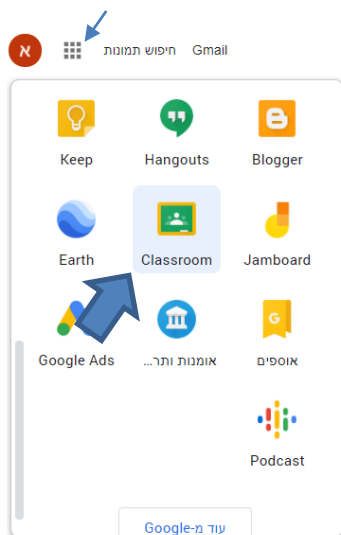 Gmail חיפוש תמונות א
Blogger Hangouts Keep
Jamboard Classroom Earth
אוספים אומנות ותר... Google Ads
Podcast
עוד מ-Google